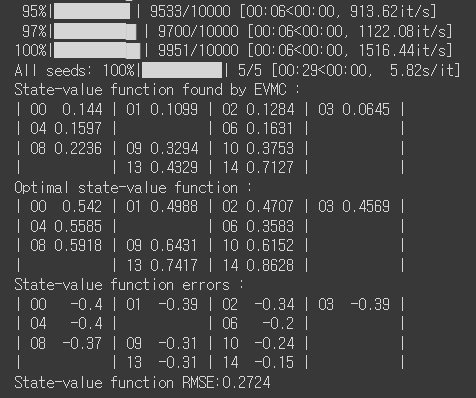 95%|██████████| 9533/10000 [00:06<00:00, 913.62it/s]
97%|██████████| 9700/10000 [00:06<00:00, 1122.08it/s]
100%|██████████| 9951/10000 [00:06<00:00, 1516.44it/s]
All seeds: 100%|██████████| 5/5 [00:29<00:00, 5.82s/it]
State-value function found by EVMC :
| 00 0.144 | 01 0.1099 | 02 0.1284 | 03 0.0645 |
| 04 0.1597 | | 06 0.1631 | |
| 08 0.2236 | 09 0.3294 | 10 0.3753 | |
| | 13 0.4329 | 14 0.7127 | |
Optimal state-value function :
| 00 0.542 | 01 0.4988 | 02 0.4707 | 03 0.4569 |
| 04 0.5585 | | 06 0.3583 | |
| 08 0.5918 | 09 0.6431 | 10 0.6152 | |
| | 13 0.7417 | 14 0.8628 | |
State-value function errors :
| 00 -0.4 | 01 -0.39 | 02 -0.34 | 03 -0.39 |
| 04 -0.4 | | 06 -0.2 | |
| 08 -0.37 | 09 -0.31 | 10 -0.24 | |
| | 13 -0.31 | 14 -0.15 | |
State-value function RMSE:0.2724